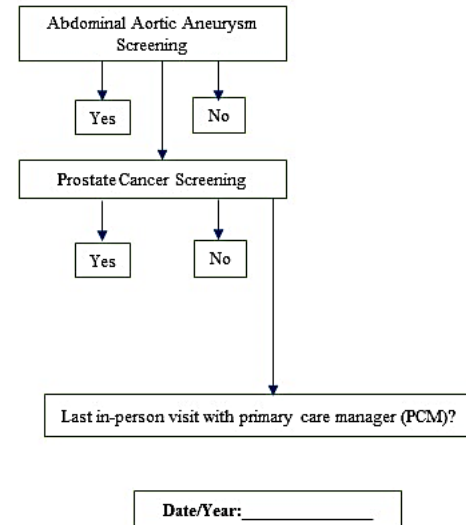 Abdominal Aortic Aneurysm
Screening
Yes
No
Prostate Cancer Screening
Yes
No
Last in-person visit with primary care manager (PCM)?
Date/Year:_______________